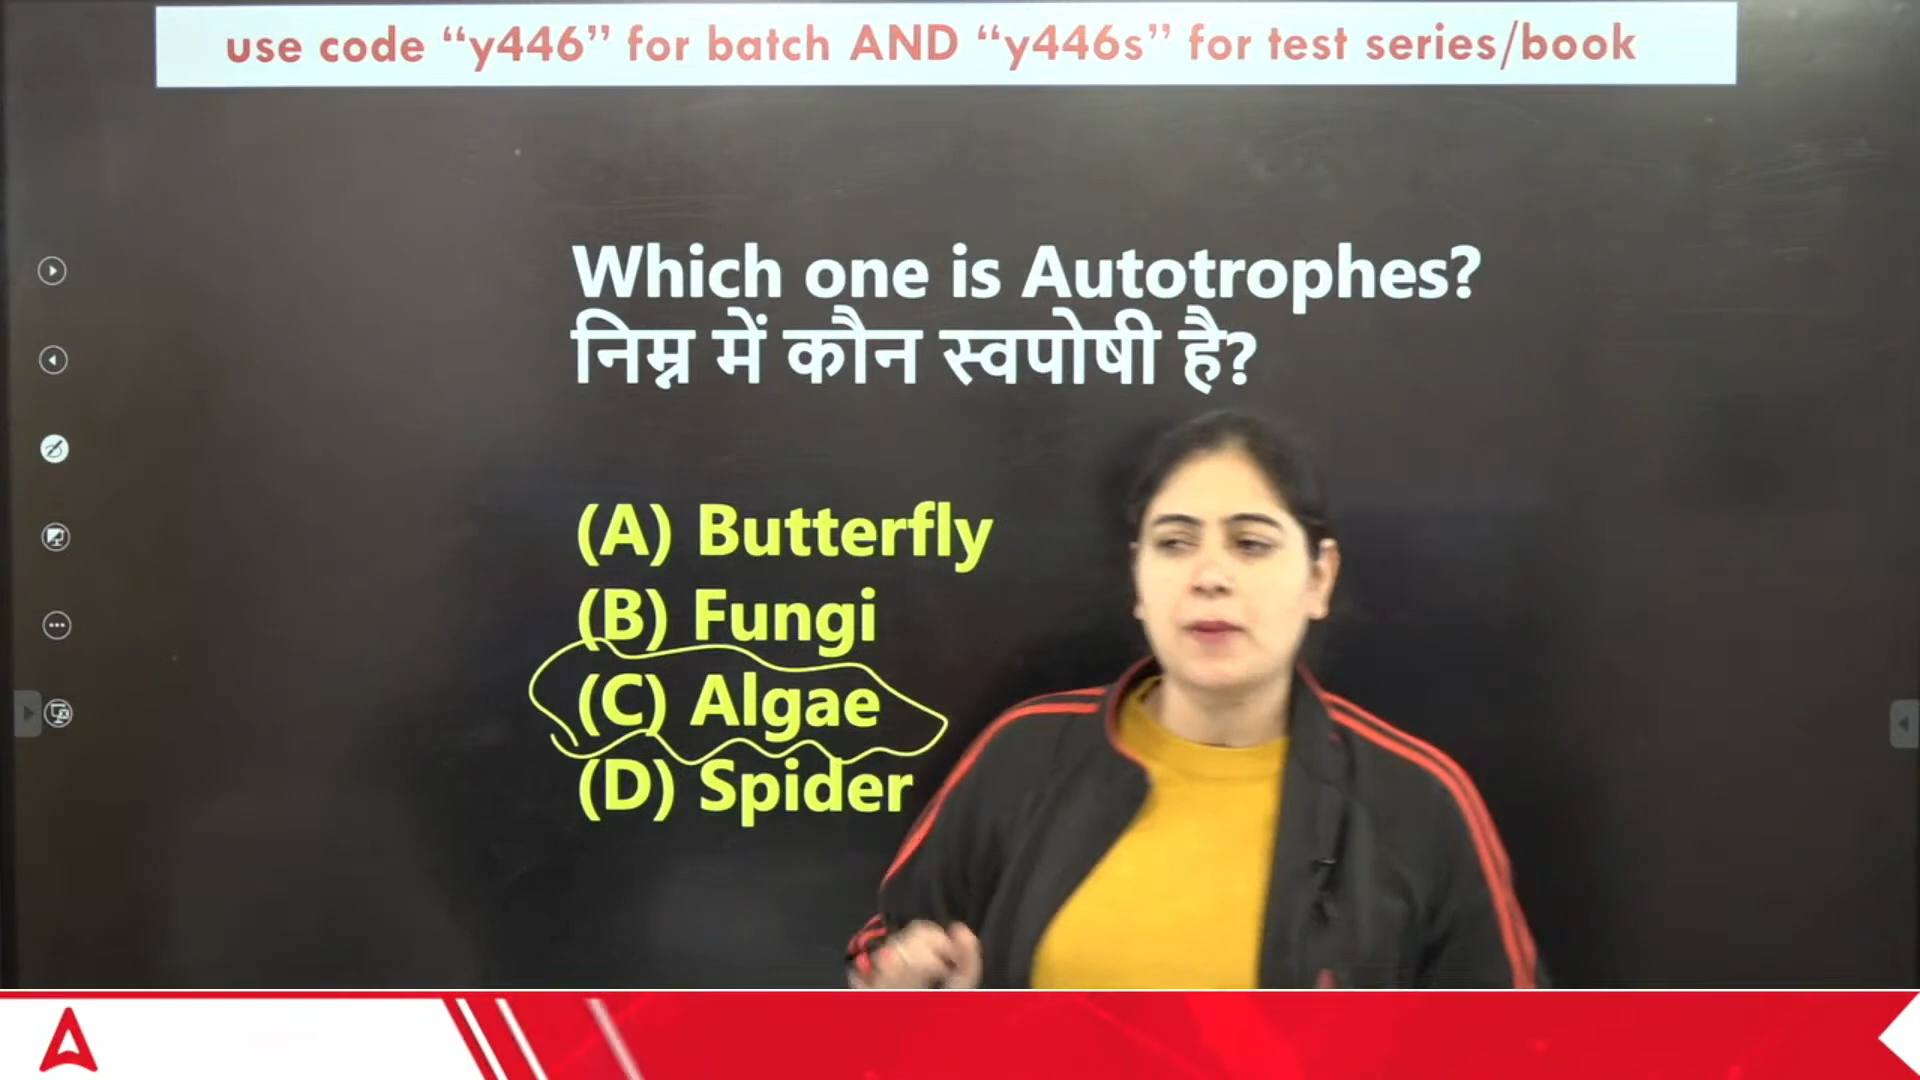 use code “y446” for batch AND “y446s” for test series/book
Which one is Autotrophes?
निम्न में कौन स्वपोषी है?
(A) Butterfly
(B) Fungi
(C) Algae
(D) Spider